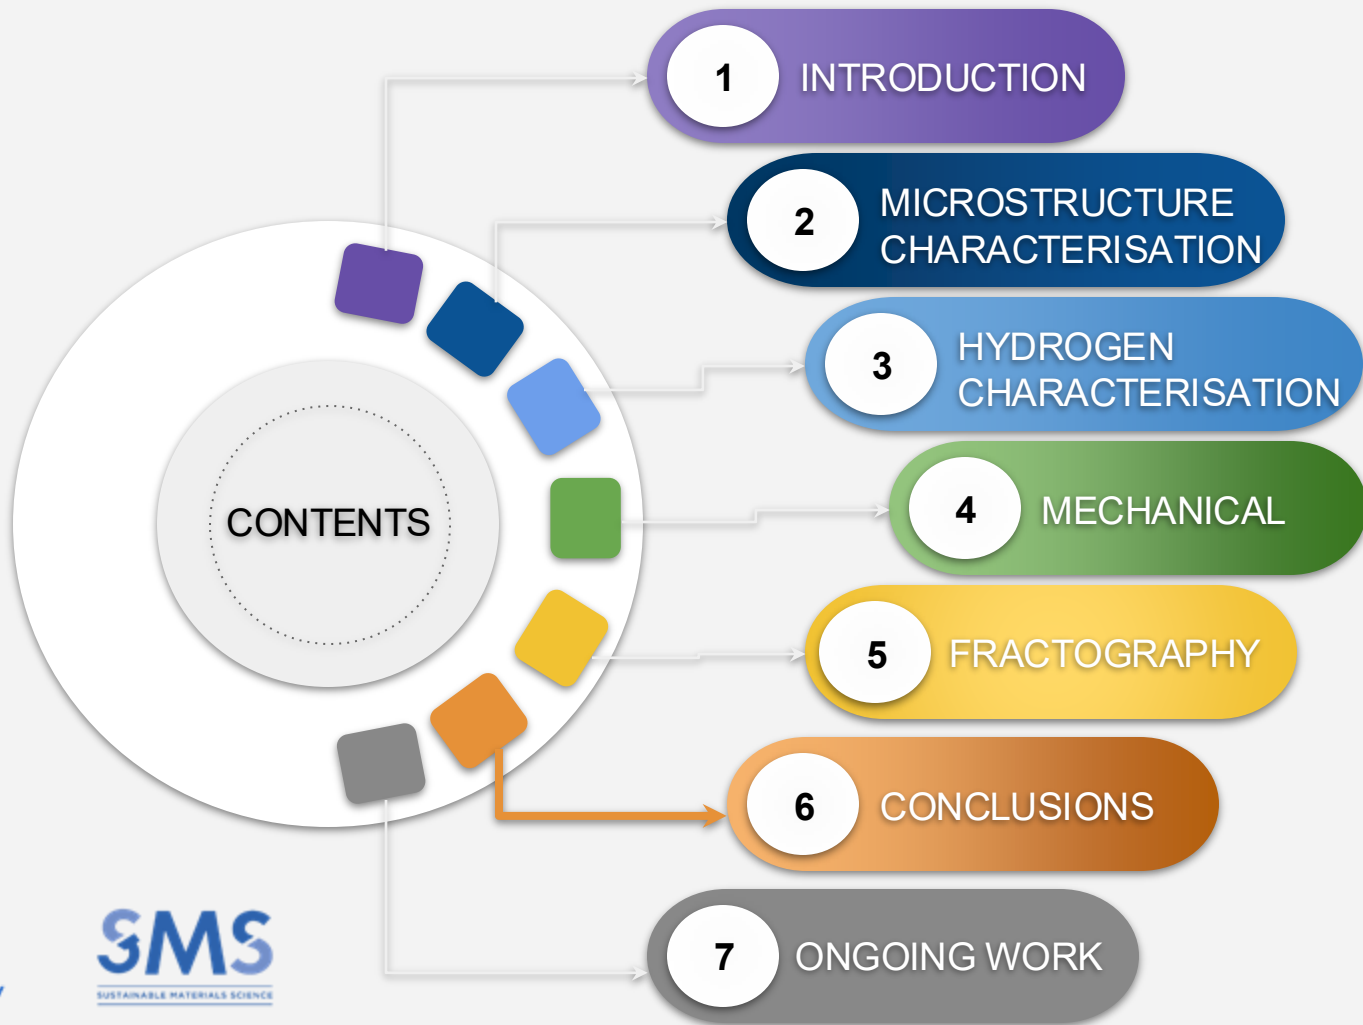 CONTENTS
1 INTRODUCTION
2 MICROSTRUCTURE
CHARACTERISATION
3 HYDROGEN
CHARACTERISATION
4 MECHANICAL
5 FRACTOGRAPHY
6 CONCLUSIONS
7 ONGOING WORK
SMS
SUSTAINABLE MATERIALS SCIENCE